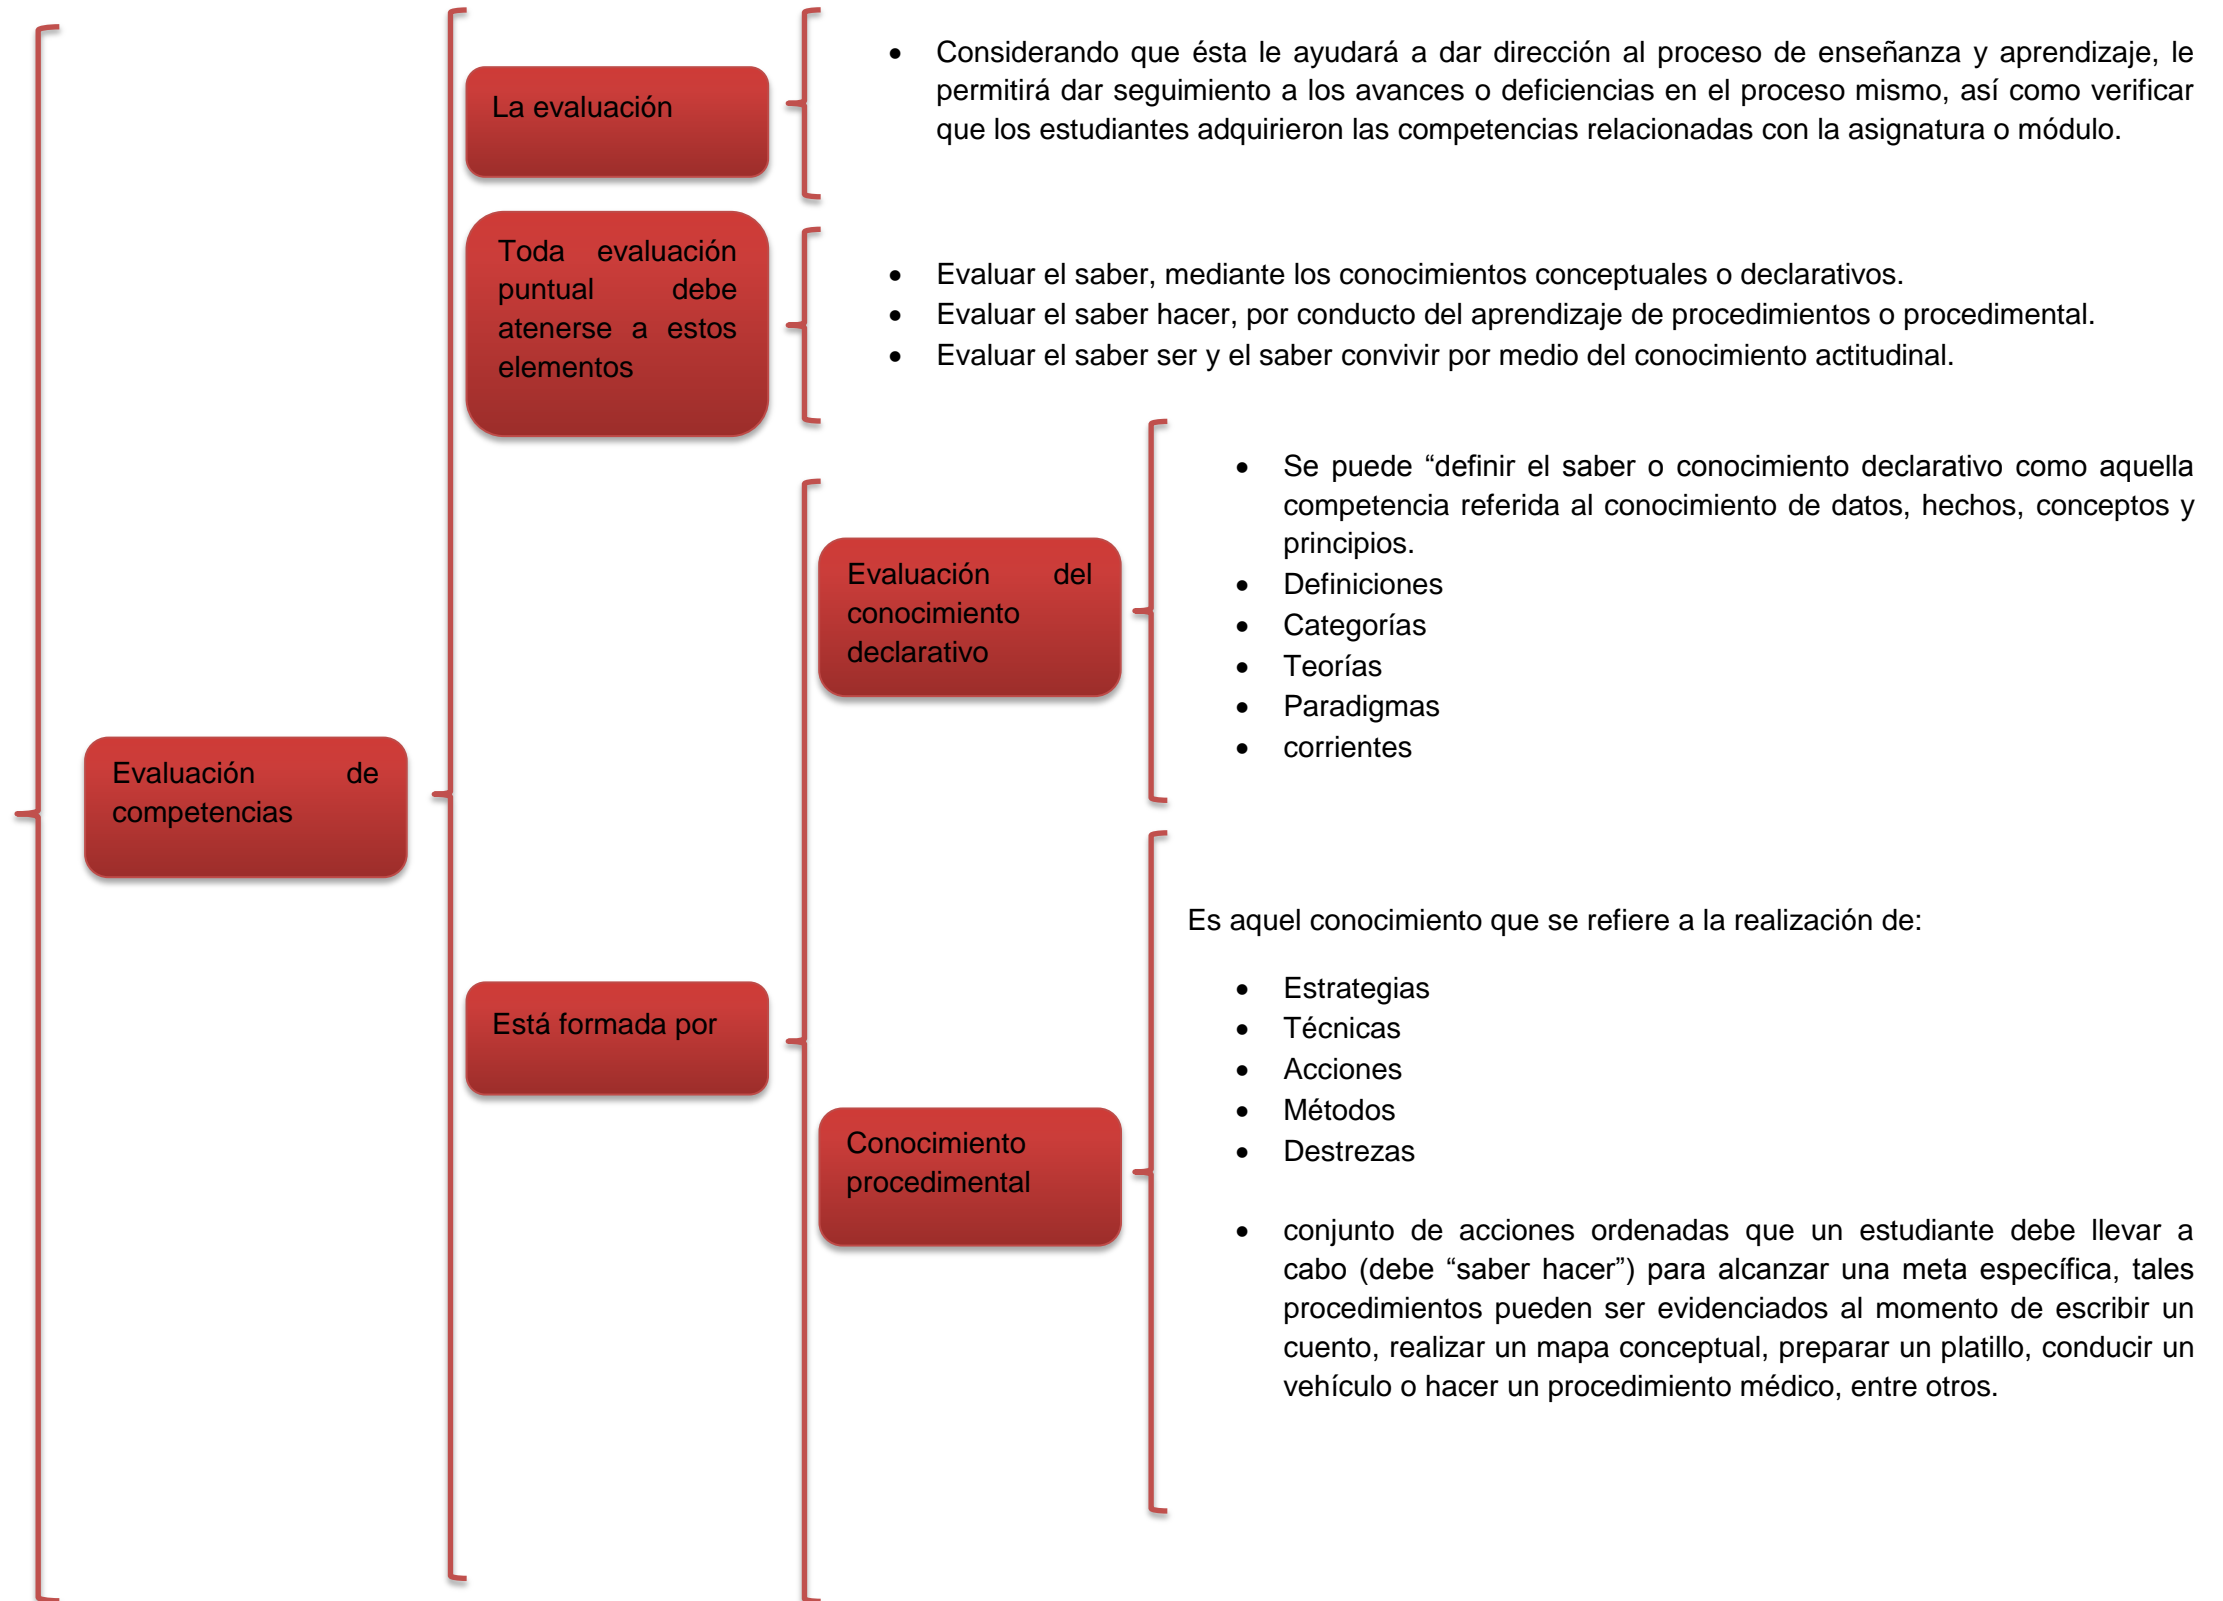 La evaluación
Considerando que ésta le ayudará a dar dirección al proceso de enseñanza y aprendizaje, le
permitirá dar seguimiento a los avances o deficiencias en el proceso mismo, así como verificar
que los estudiantes adquirieron las competencias relacionadas con la asignatura o módulo.
Toda evaluación
puntual debe
atenerse a estos
elementos
Evaluar el saber, mediante los conocimientos conceptuales o declarativos.
Evaluar el saber hacer, por conducto del aprendizaje de procedimientos o procedimental.
Evaluar el saber ser y el saber convivir por medio del conocimiento actitudinal.
Evaluación de
competencias
Está formada por
Evaluación del
conocimiento
declarativo
Se puede “definir el saber o conocimiento declarativo como aquella
competencia referida al conocimiento de datos, hechos, conceptos y
principios.
Definiciones
Categorías
Teorías
Paradigmas
corrientes
Conocimiento
procedimental
Es aquel conocimiento que se refiere a la realización de:
Estrategias
Técnicas
Acciones
Métodos
Destrezas
conjunto de acciones ordenadas que un estudiante debe llevar a
cabo (debe “saber hacer”) para alcanzar una meta específica, tales
procedimientos pueden ser evidenciados al momento de escribir un
cuento, realizar un mapa conceptual, preparar un platillo, conducir un
vehículo o hacer un procedimiento médico, entre otros.